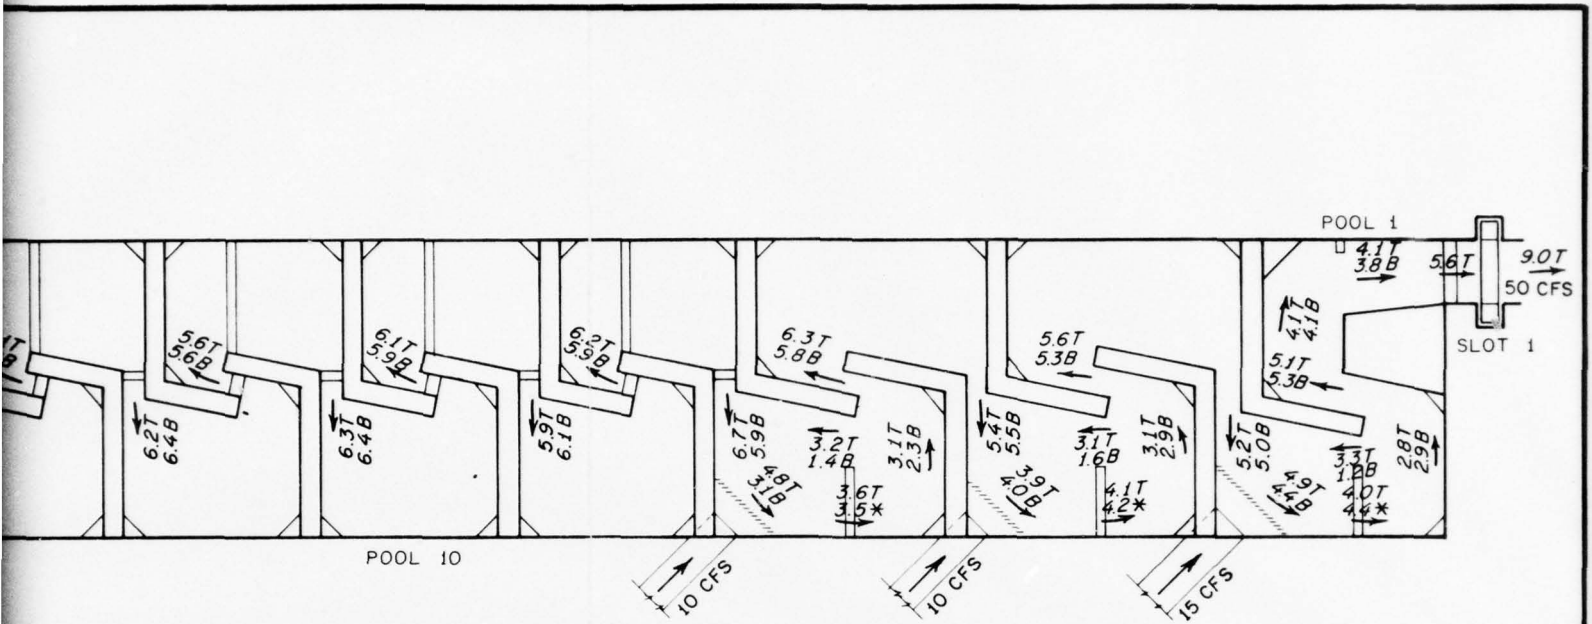 POOL 1
4.1T
3.8B
5.6T
9.0T
50 CFS
SLOT 1
4.1T
4.1B
5.1T
5.3B
5.6T
5.3B
6.3T
5.8B
6.2T
5.9B
6.1T
5.9B
5.6T
5.6B
6.2T
6.4B
6.3T
6.4B
5.9T
6.1B
6.7T
5.9B
3.2T
1.4B
4.8T
3.1B
3.6T
3.5*
3.1T
2.3B
5.4T
5.5B
3.1T
1.6B
3.9T
4.0B
4.1T
4.2*
3.1T
2.9B
5.2T
5.0B
3.3T
1.2B
4.9T
4.4B
4.0T
4.4*
2.8T
2.9B
POOL 10
10 CFS
10 CFS
15 CFS